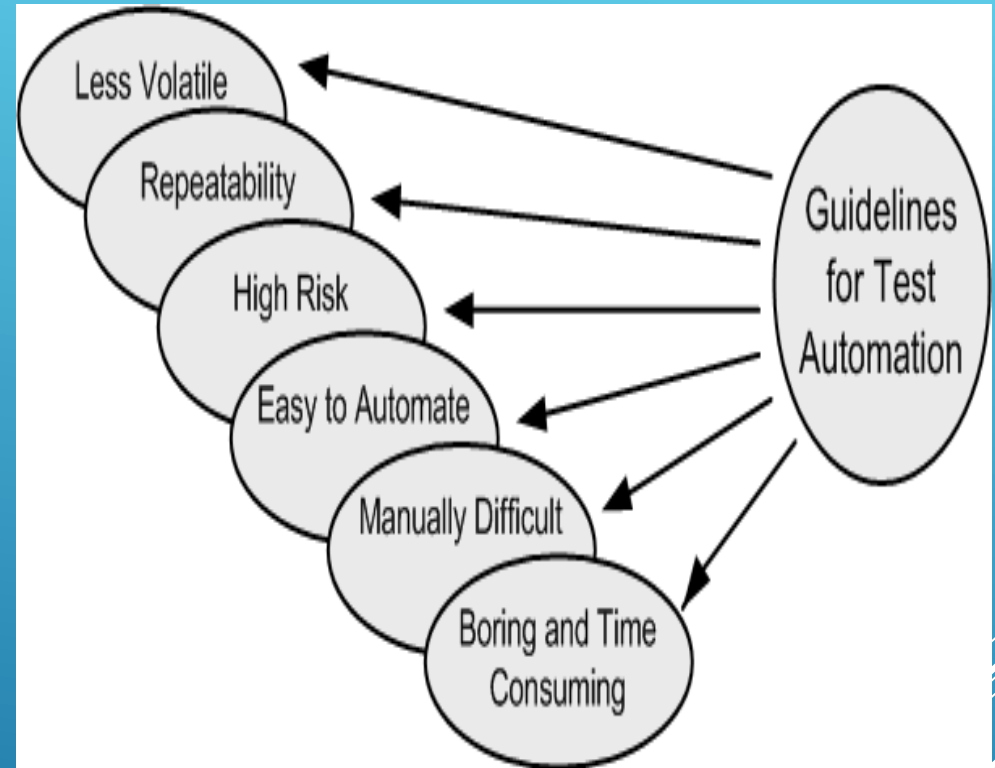 Less Volatile
Repeatability
High Risk
Easy to Automate
Manually Difficult
Boring and Time
Consuming
Guidelines
for Test
Automation